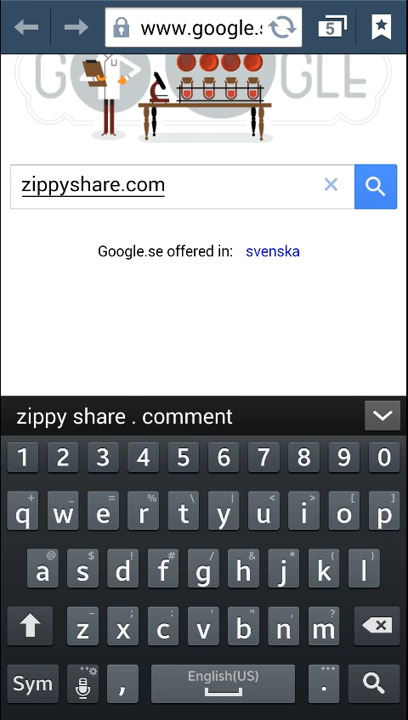 www.google.s
5
GOOGLE
zippyshare.com
Google.se offered in: svenska
zippy share . comment
1 2 3 4 5 6 7 8 9 0
+ _ = % \ | < > [ ]
q w e r t y u i o p
@ $ ! # / & * ( )
a s d f g h j k l
- ; : ' " , ?
z x c v b n m
Sym , English(US) .